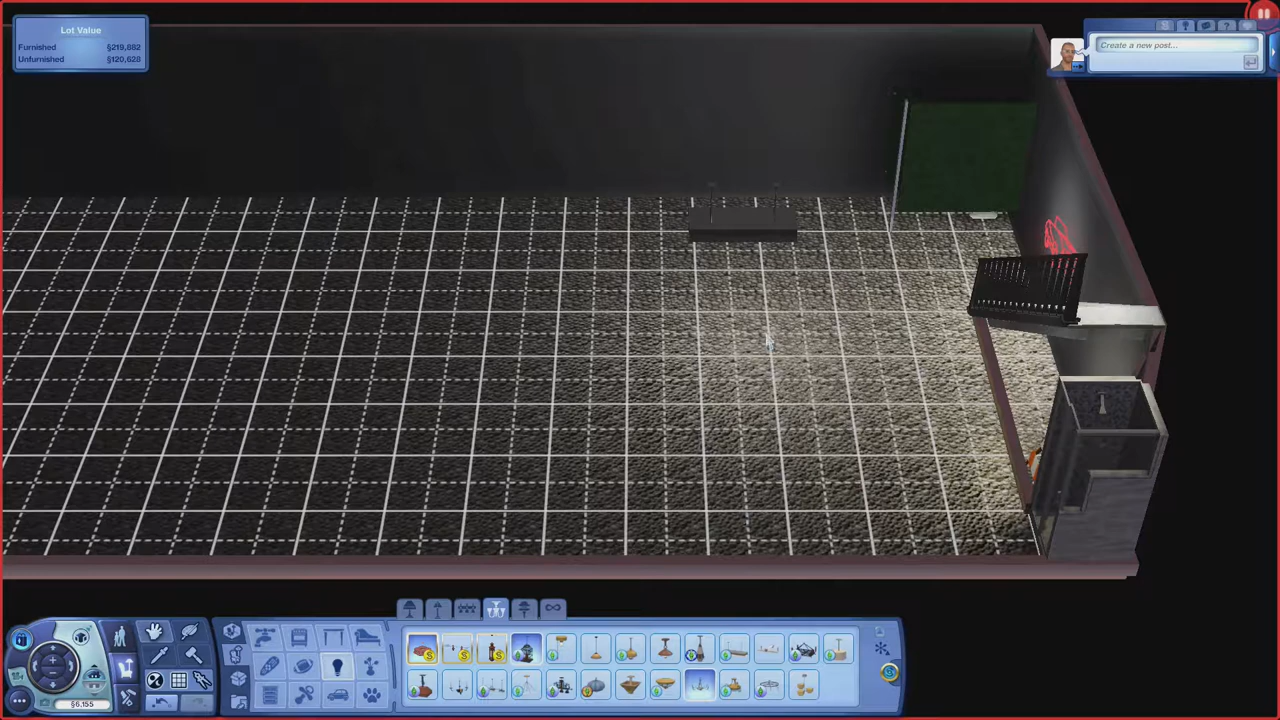 Lot Value
Furnished §219,882
Unfurnished §120,628
Create a new post...
§6,155